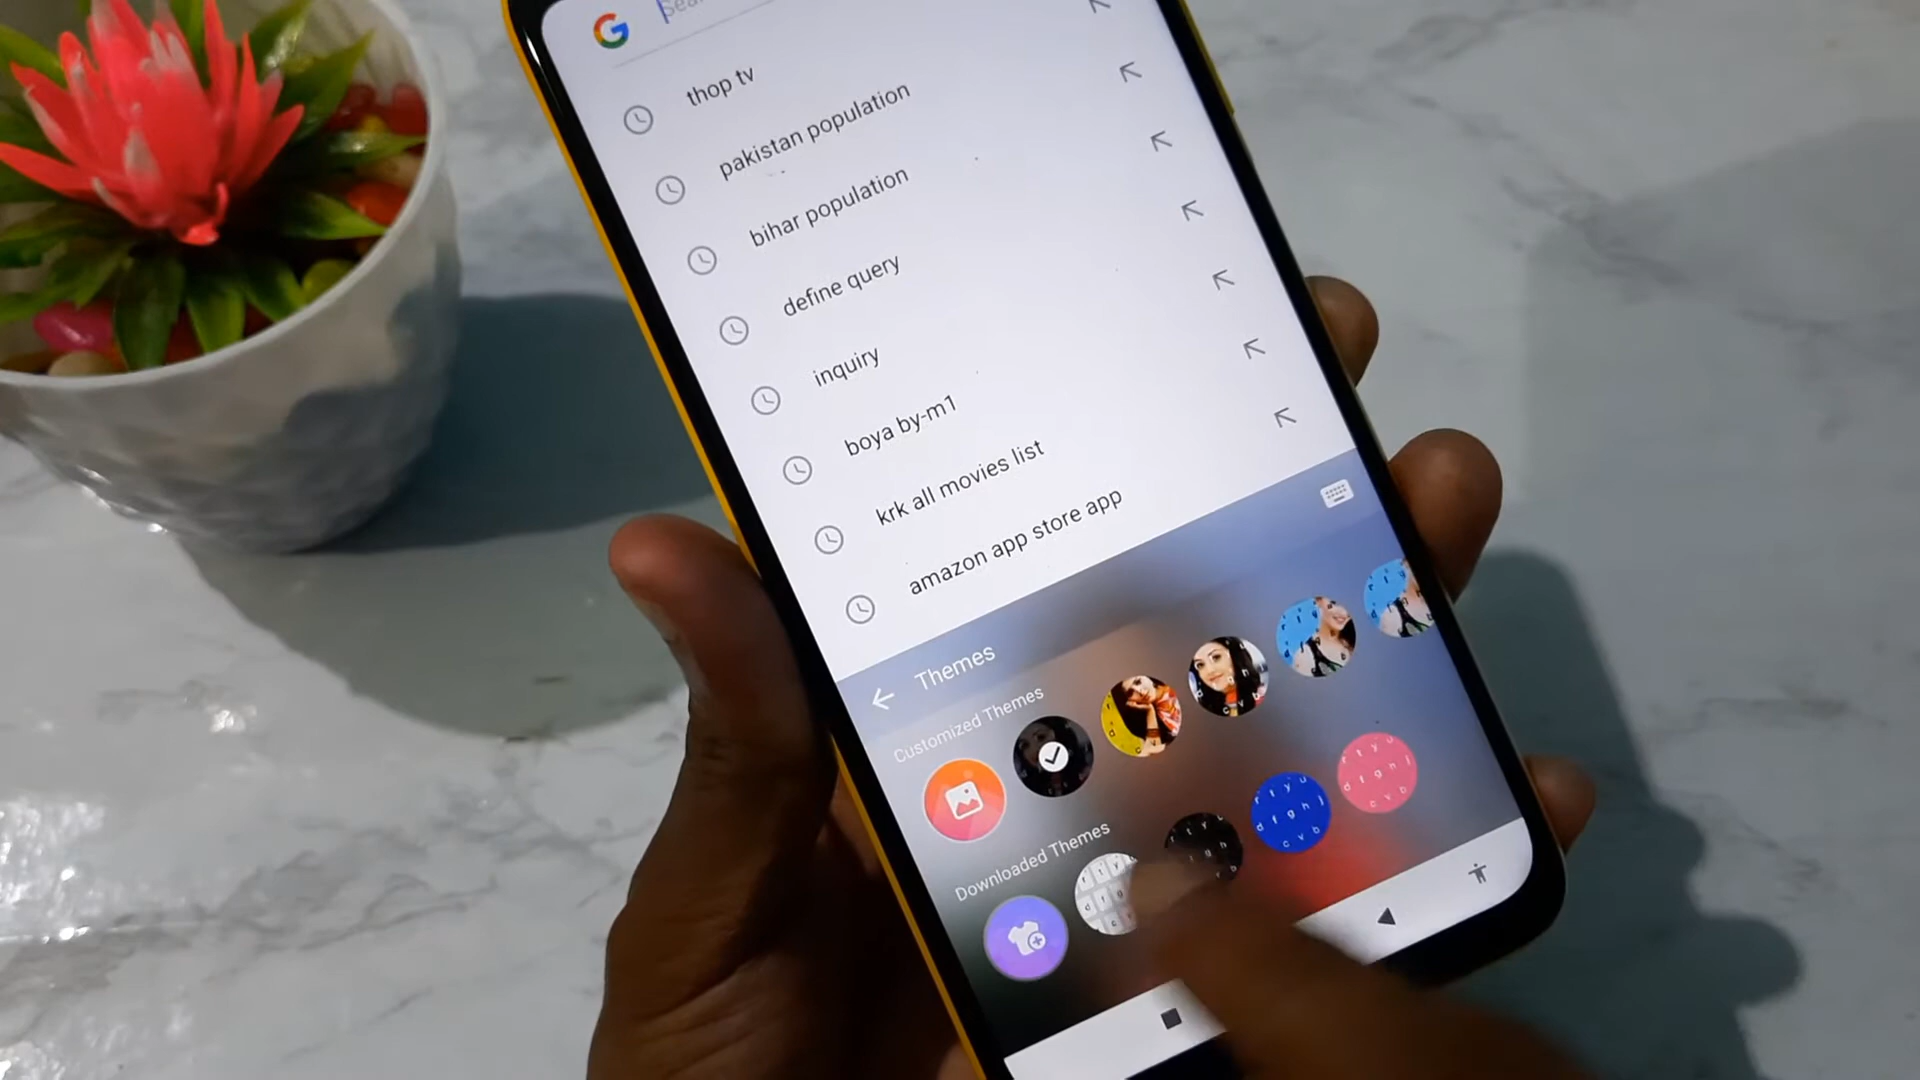 G
thop tv
pakistan population
bihar population
define query
inquiry
boya by-m1
krk all movies list
amazon app store app
Themes
Customized Themes
Downloaded Themes
r t y u
d f g h j
c v b
r t y u
d f g h j
c v b